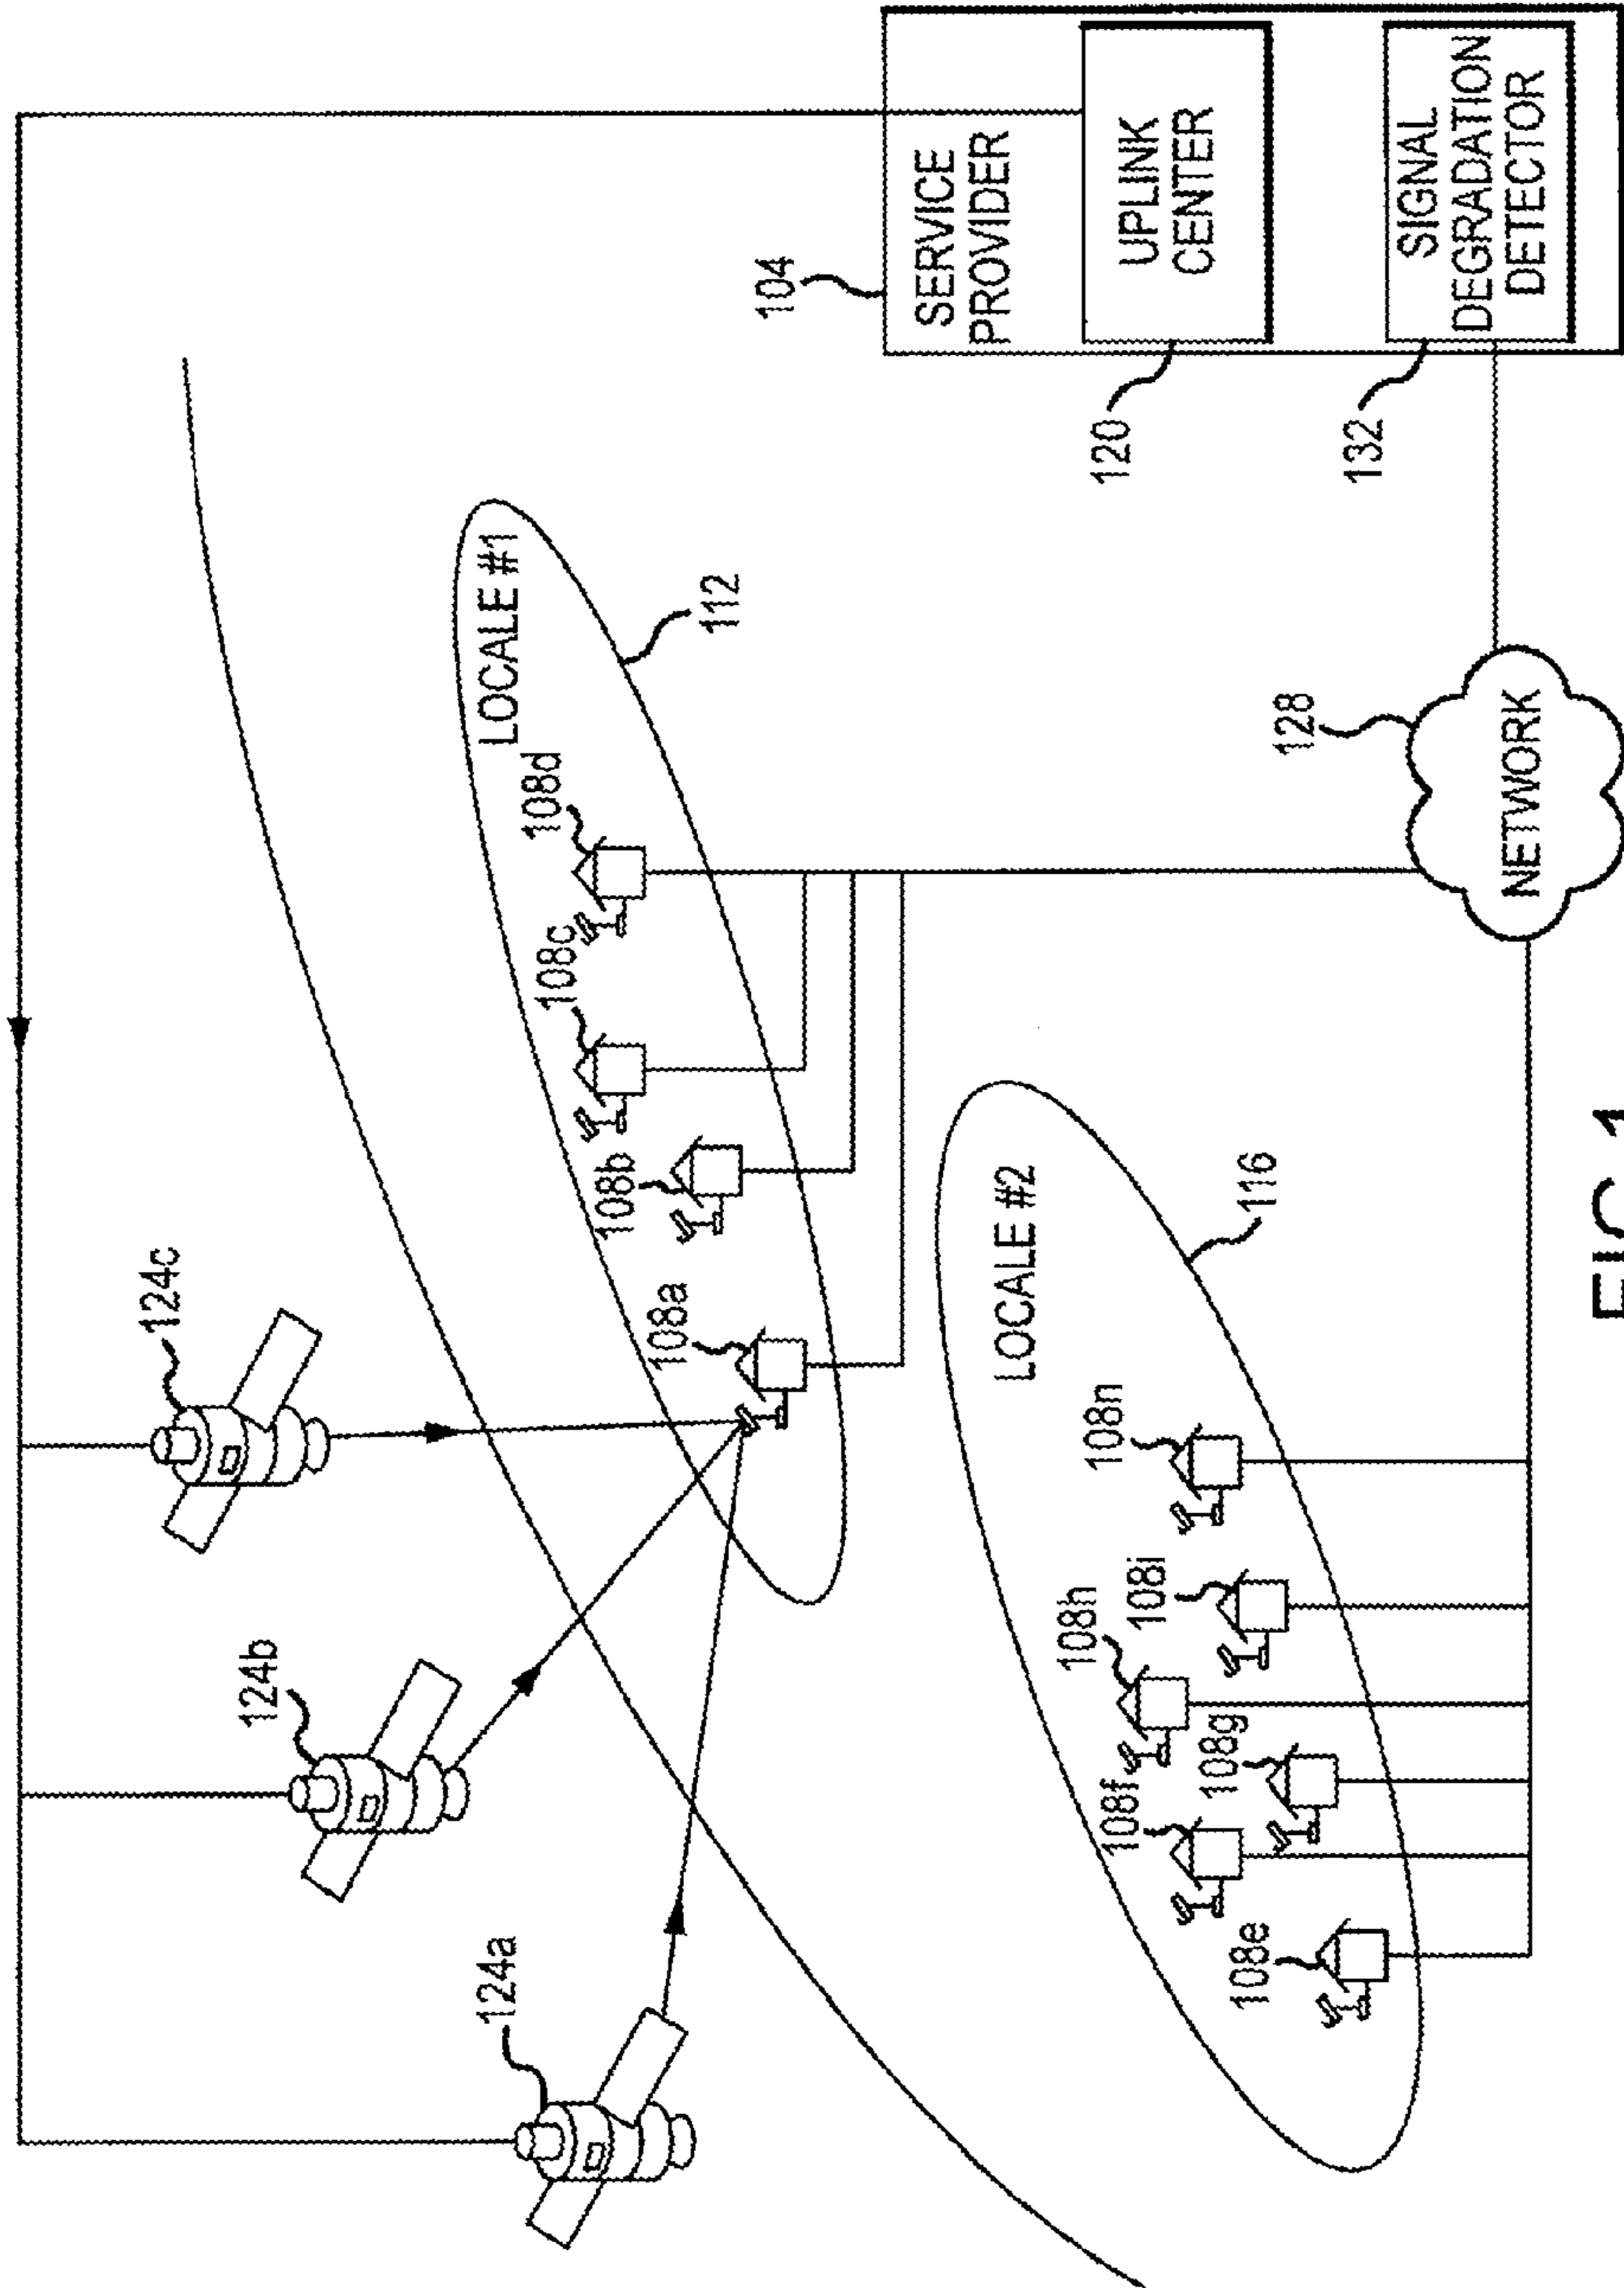 124c
124b
124a
LOCALE #1
112
108d
108c
108b
108a
LOCALE #2
116
108n
108i
108h
108g
108f
108e
104
SERVICE
PROVIDER
120
UPLINK
CENTER
132
SIGNAL
DEGRADATION
DETECTOR
128
NETWORK
FIG.1